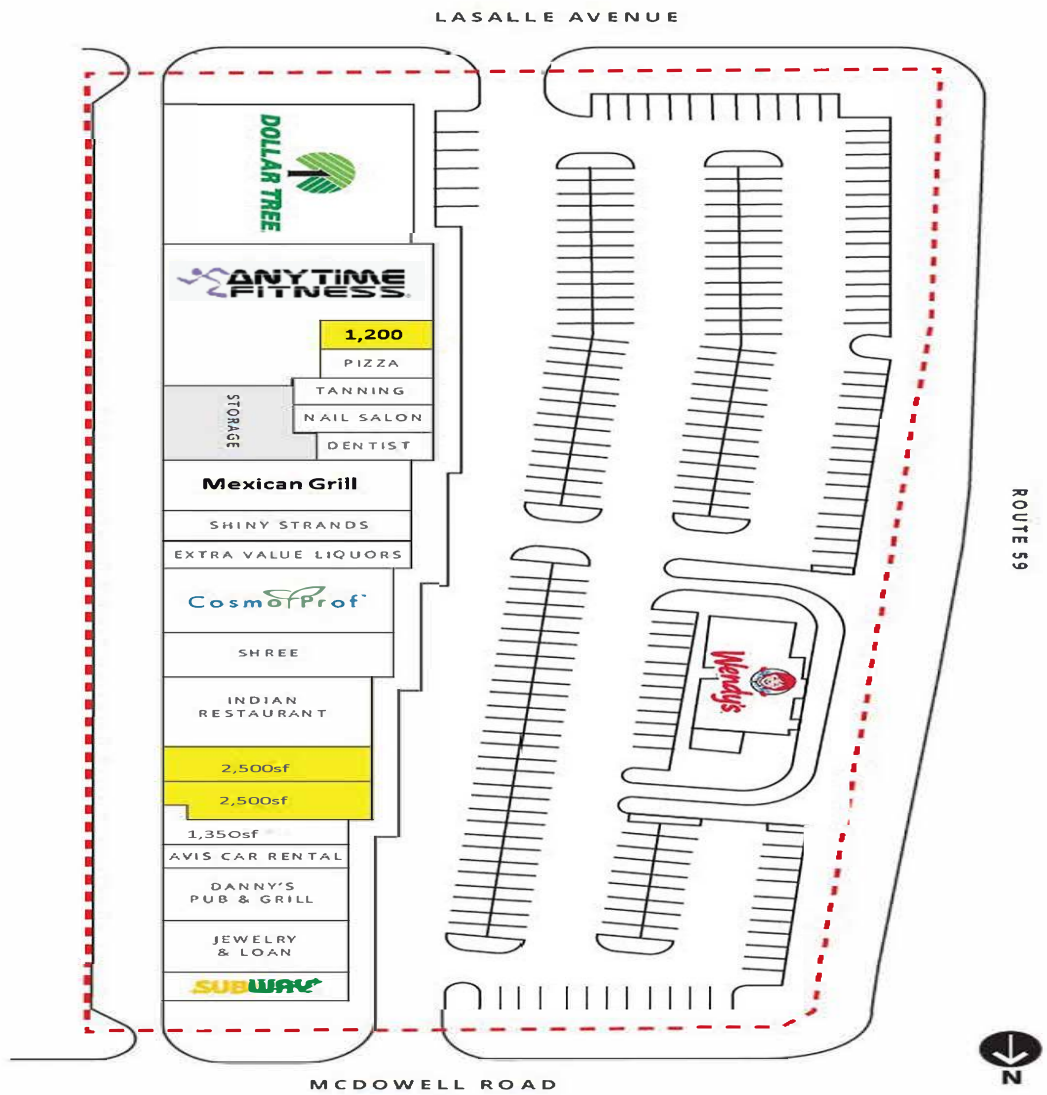 LASALLE AVENUE
DOLLAR TREE
ANYTIME
FITNESS
1,200
PIZZA
TANNING
STORAGE
NAIL SALON
DENTIST
Mexican Grill
SHINY STRANDS
ROUTE 59
EXTRA VALUE LIQUORS
CosmoProf
SHREE
Wendy's
INDIAN
RESTAURANT
2,500sf
2,500sf
1,350sf
AVIS CAR RENTAL
DANNY'S
PUB & GRILL
JEWELRY
& LOAN
SUBWAY
N
MCDOWELL ROAD